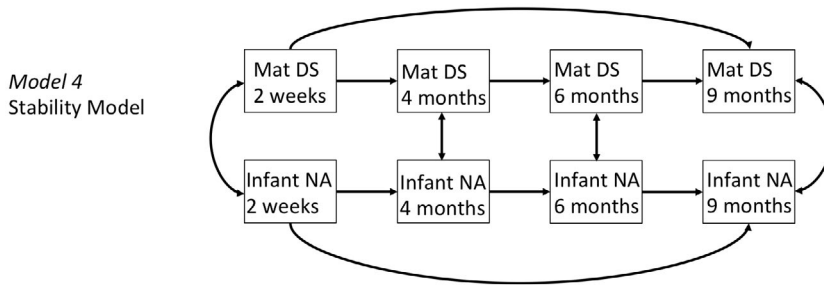 Model 4
Stability Model
Mat DS
2 weeks
Mat DS
4 months
Mat DS
6 months
Mat DS
9 months
Infant NA
2 weeks
Infant NA
4 months
Infant NA
6 months
Infant NA
9 months